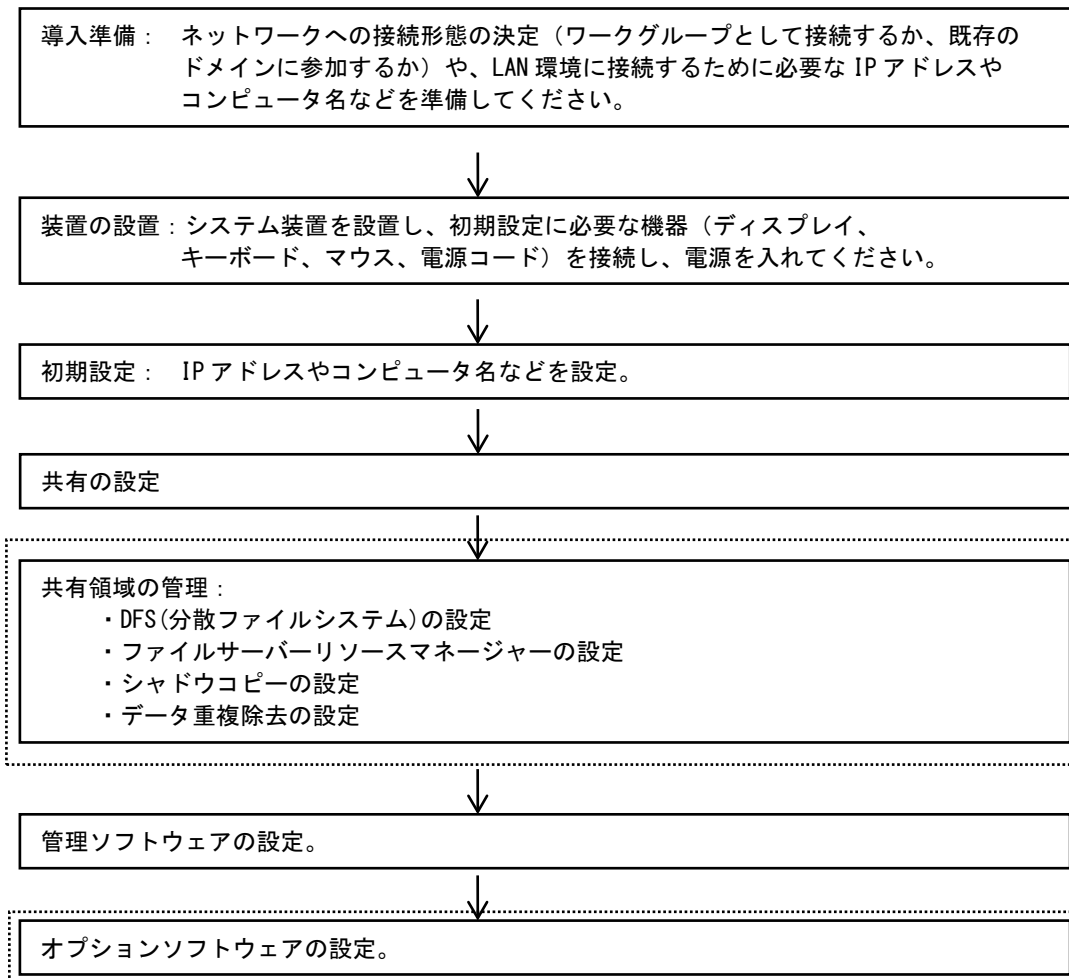 導入準備： ネットワークへの接続形態の決定（ワークグループとして接続するか、既存の
ドメインに参加するか）や、LAN 環境に接続するために必要な IP アドレスや
コンピュータ名などを準備してください。
装置の設置：システム装置を設置し、初期設定に必要な機器（ディスプレイ、
キーボード、マウス、電源コード）を接続し、電源を入れてください。
初期設定： IP アドレスやコンピュータ名などを設定。
共有の設定
共有領域の管理：
・DFS(分散ファイルシステム)の設定
・ファイルサーバーリソースマネージャーの設定
・シャドウコピーの設定
・データ重複除去の設定
管理ソフトウェアの設定。
オプションソフトウェアの設定。